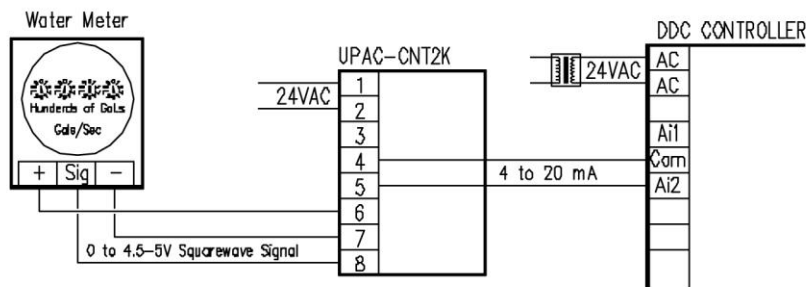 Water Meter
Hunderds of Gals
Gals/Sec
+ Sig -
0 to 4.5-5V Squarewave Signal
UPAC-CNT2K
24VAC
1
2
3
4
5
6
7
8
4 to 20 mA
DDC CONTROLLER
24VAC
AC
AC
Ai1
Com
Ai2